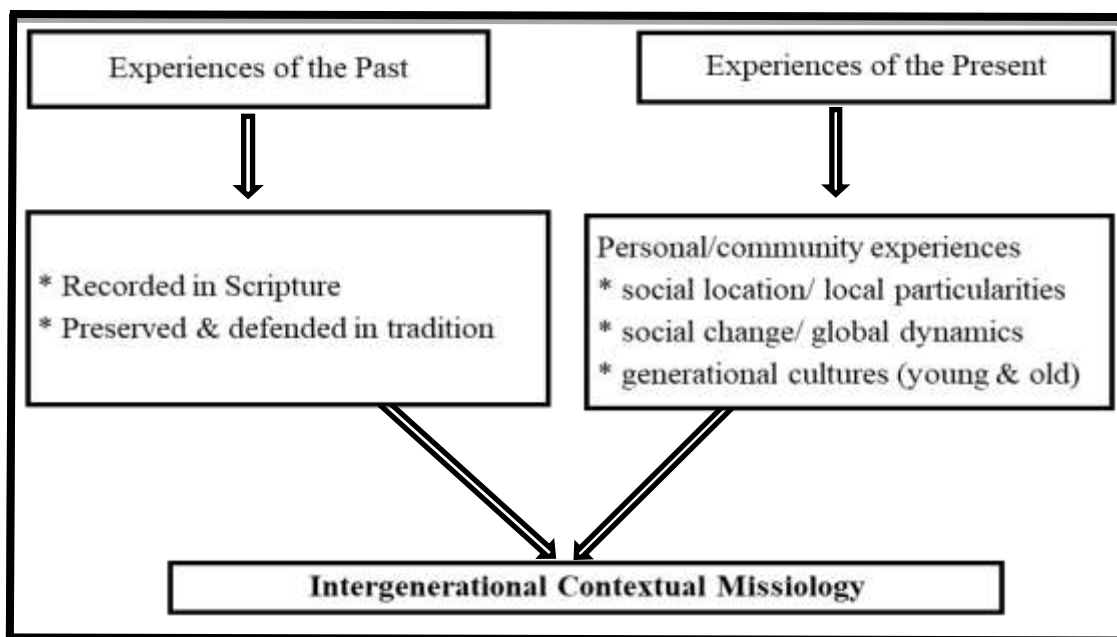 Experiences of the Past
Experiences of the Present
* Recorded in Scripture
* Preserved & defended in tradition
Personal/community experiences
* social location/ local particularities
* social change/ global dynamics
* generational cultures (young & old)
Intergenerational Contextual Missiology